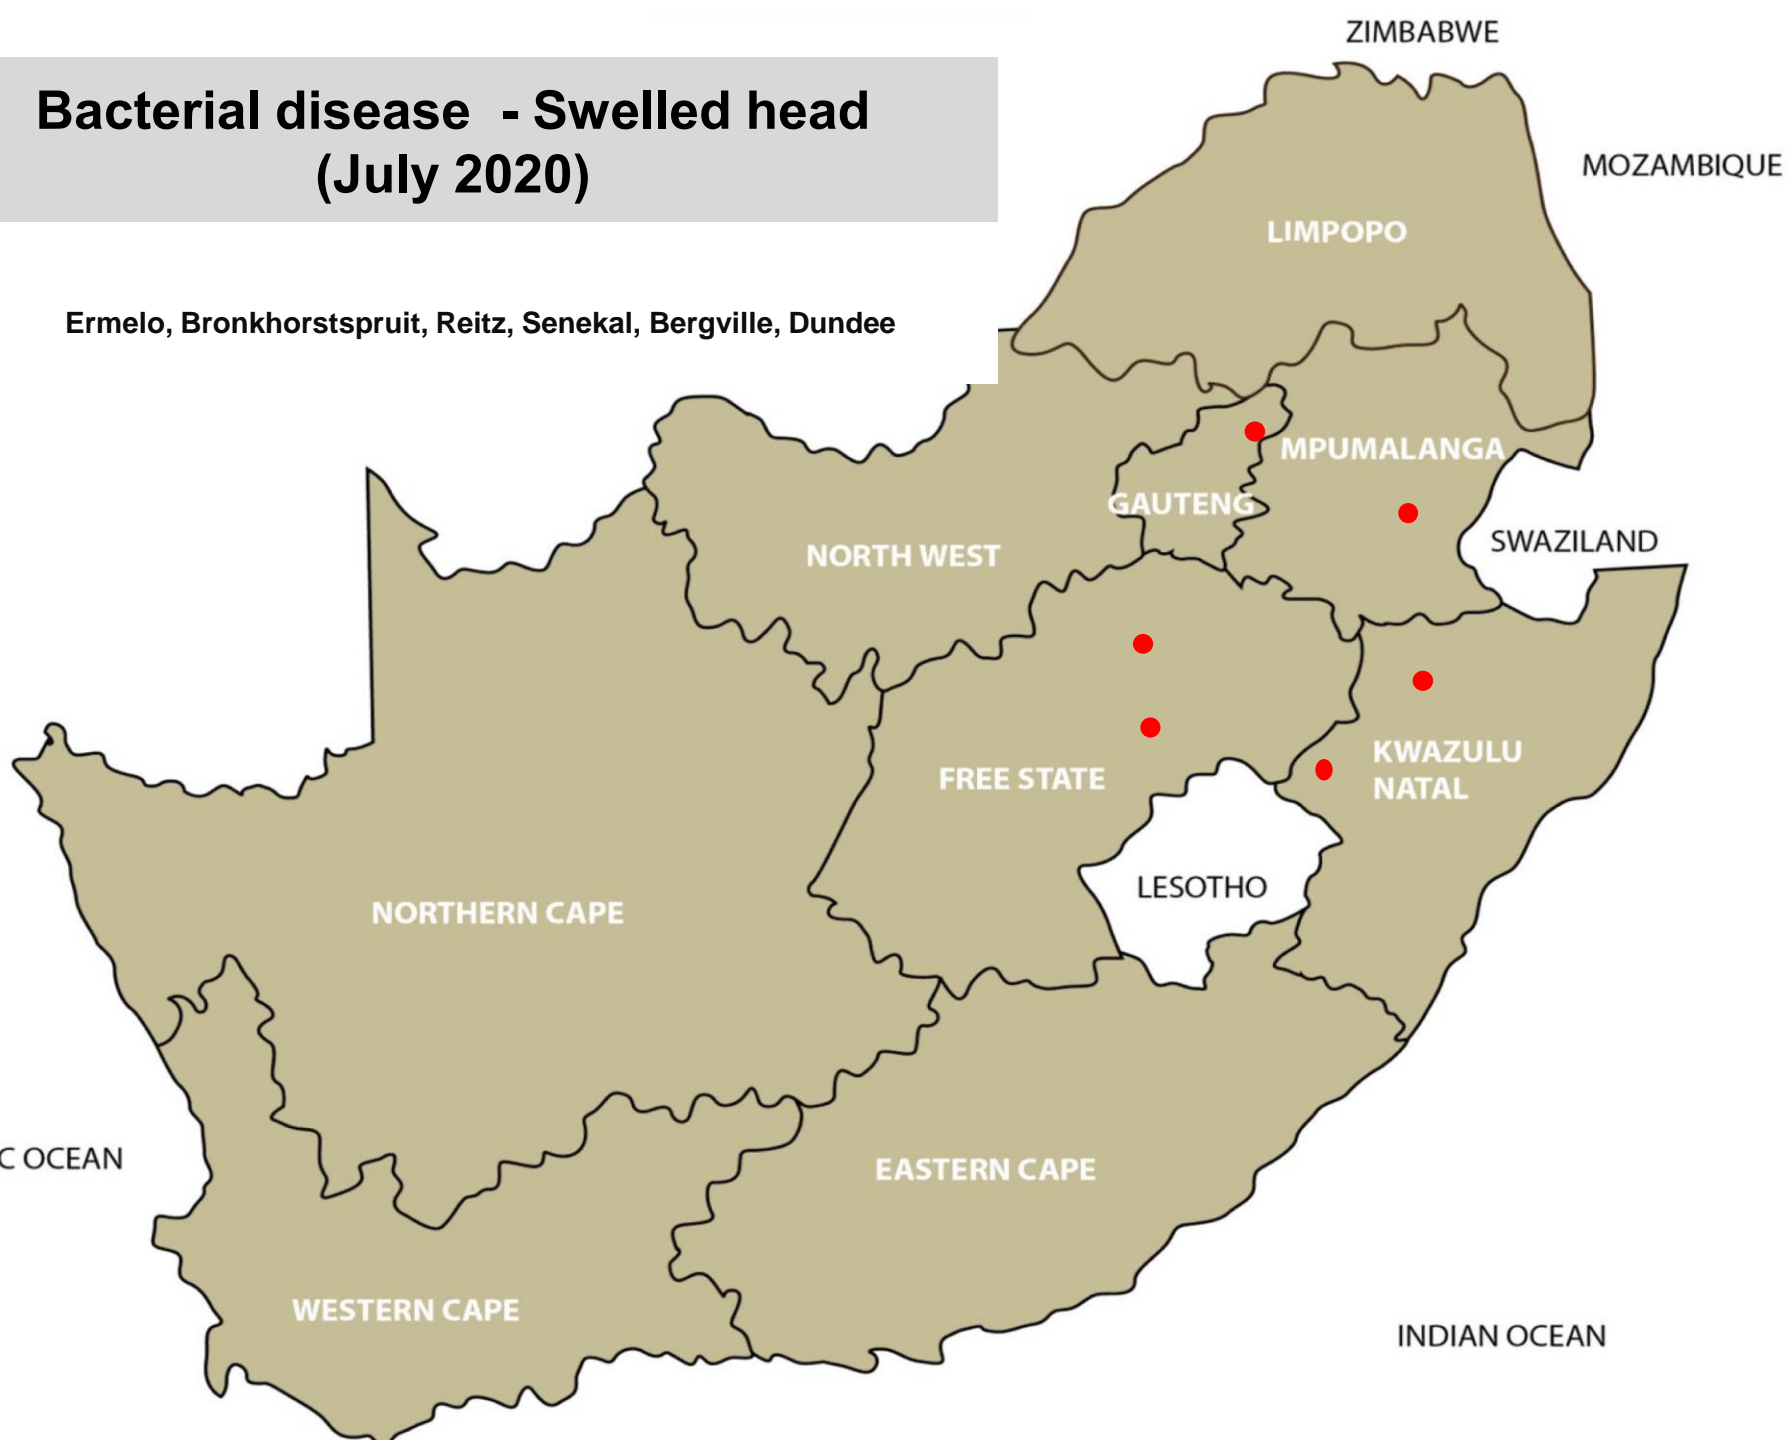 Bacterial disease - Swelled head
(July 2020)
Ermelo, Bronkhorstspruit, Reitz, Senekal, Bergville, Dundee
ZIMBABWE
MOZAMBIQUE
LIMPOPO
MPUMALANGA
GAUTENG
SWAZILAND
NORTH WEST
KWAZULU
NATAL
FREE STATE
LESOTHO
NORTHERN CAPE
C OCEAN
EASTERN CAPE
WESTERN CAPE
INDIAN OCEAN